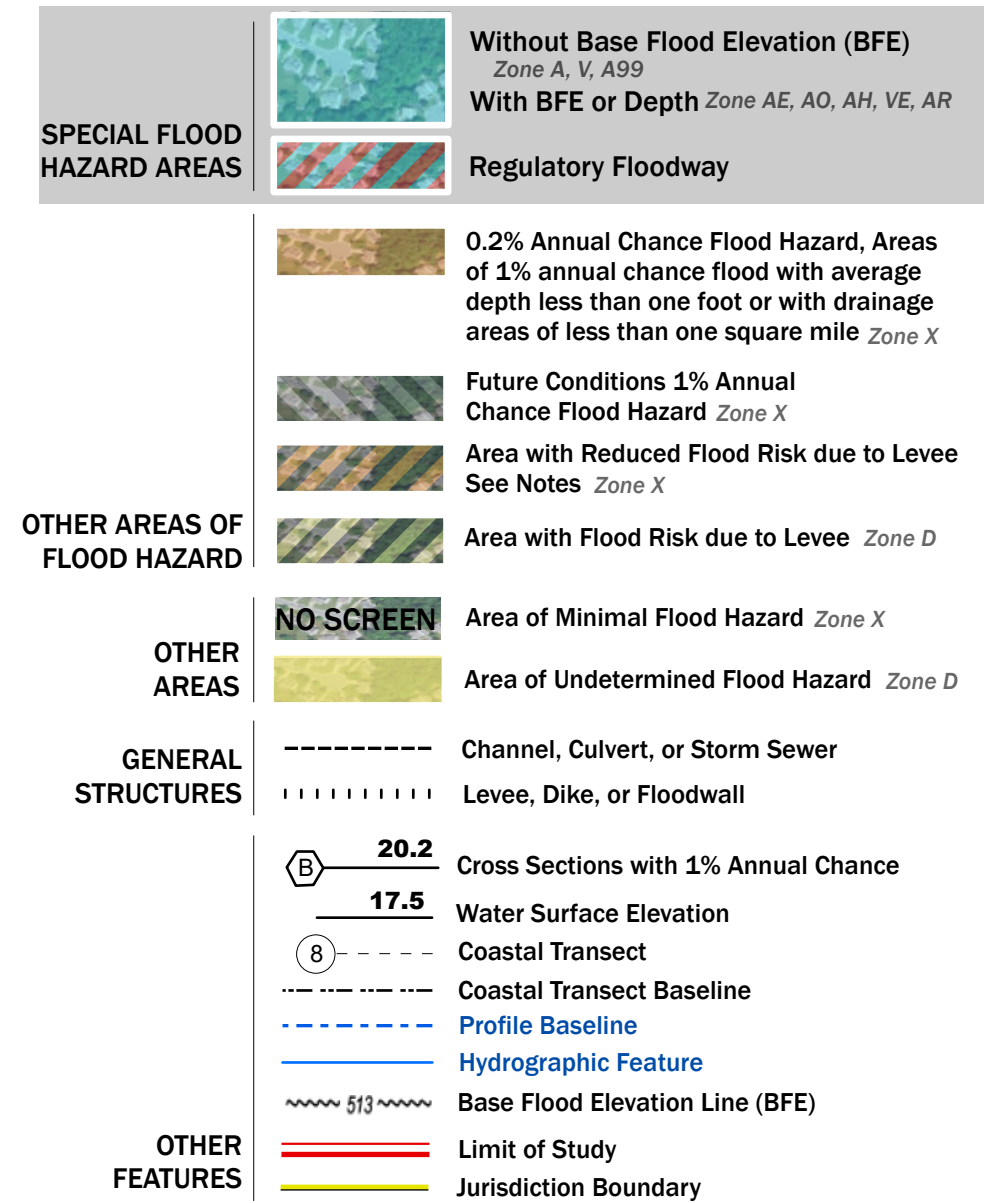 SPECIAL FLOOD
HAZARD AREAS
Without Base Flood Elevation (BFE)
Zone A, V, A99
With BFE or Depth Zone AE, AO, AH, VE, AR
Regulatory Floodway
OTHER AREAS OF
FLOOD HAZARD
0.2% Annual Chance Flood Hazard, Areas
of 1% annual chance flood with average
depth less than one foot or with drainage
areas of less than one square mile Zone X
Future Conditions 1% Annual
Chance Flood Hazard Zone X
Area with Reduced Flood Risk due to Levee
See Notes Zone X
Area with Flood Risk due to Levee Zone D
OTHER
AREAS
NO SCREEN Area of Minimal Flood Hazard Zone X
Area of Undetermined Flood Hazard Zone D
GENERAL
STRUCTURES
Channel, Culvert, or Storm Sewer
Levee, Dike, or Floodwall
OTHER
FEATURES
B 20.2 Cross Sections with 1% Annual Chance
17.5 Water Surface Elevation
8 Coastal Transect
Coastal Transect Baseline
Profile Baseline
Hydrographic Feature
513 Base Flood Elevation Line (BFE)
Limit of Study
Jurisdiction Boundary